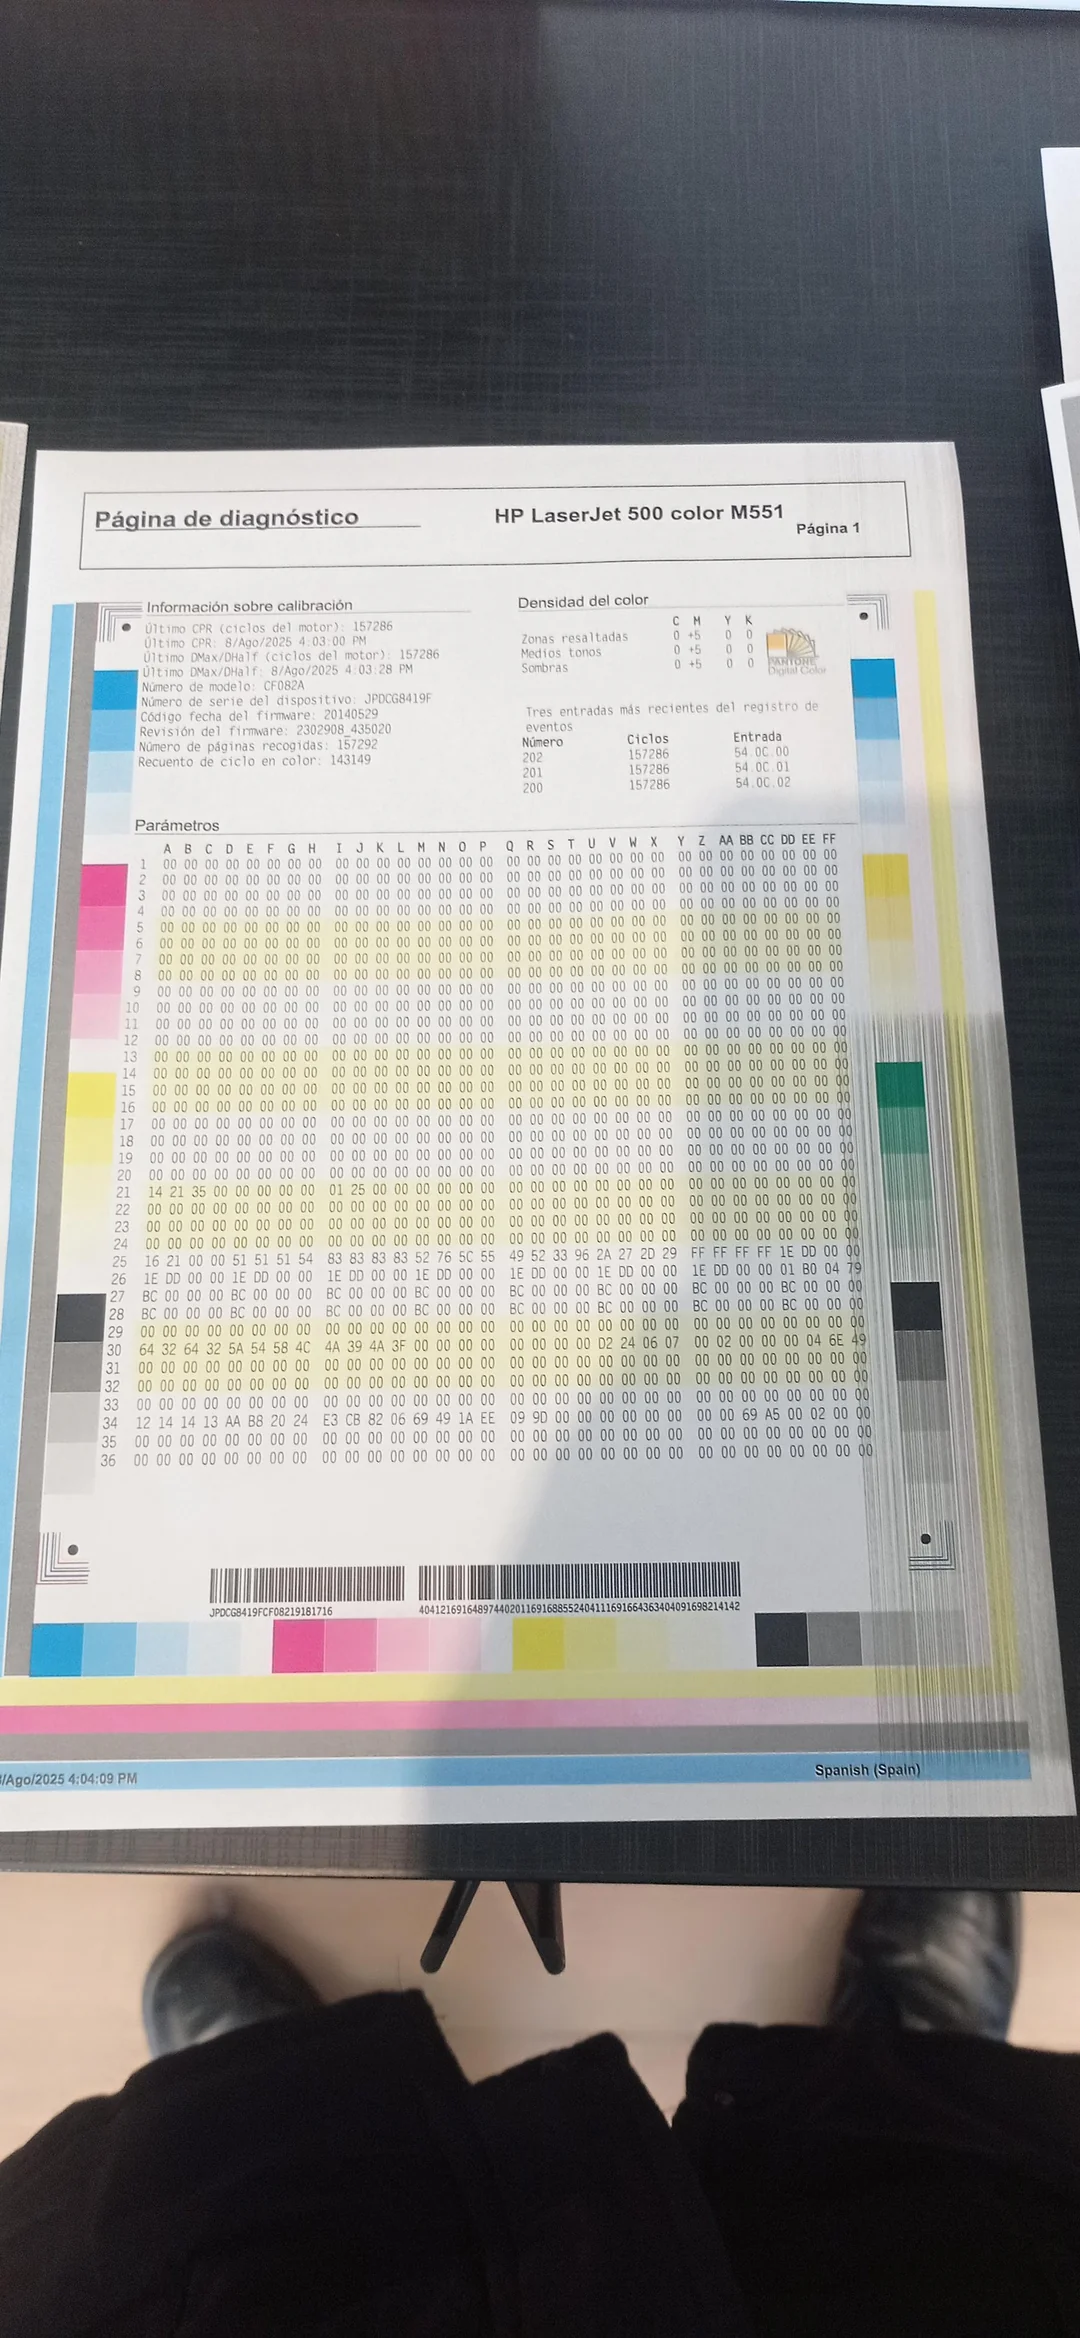 Página de diagnóstico
HP LaserJet 500 color M551
Página 1
Información sobre calibración
Último CPR (ciclos del motor): 157286
Último CPR: 8/Ago/2025 4:03:00 PM
Último DMax/DHalf (ciclos del motor): 157286
Último DMax/DHalf: 8/Ago/2025 4:03:28 PM
Número de modelo: CF082A
Número de serie del dispositivo: JPDCG8419F
Código fecha del firmware: 20140529
Revisión del firmware: 2302908_435020
Número de páginas recogidas: 157292
Recuento de ciclo en color: 143149
Densidad del color
C M Y K
Zonas resaltadas 0 +5 0 0
Medios tonos 0 +5 0 0
Sombras 0 +5 0 0
PANTONE
Digital Color
Tres entradas más recientes del registro de
eventos
Número Ciclos Entrada
202 157286 54.0C.00
201 157286 54.0C.01
200 157286 54.0C.02
Parámetros
A B C D E F G H I J K L M N O P Q R S T U V W X Y Z AA BB CC DD EE FF
1 00 00 00 00 00 00 00 00 00 00 00 00 00 00 00 00 00 00 00 00 00 00 00 00 00 00 00 00 00 00 00 00
2 00 00 00 00 00 00 00 00 00 00 00 00 00 00 00 00 00 00 00 00 00 00 00 00 00 00 00 00 00 00 00 00
3 00 00 00 00 00 00 00 00 00 00 00 00 00 00 00 00 00 00 00 00 00 00 00 00 00 00 00 00 00 00 00 00
4 00 00 00 00 00 00 00 00 00 00 00 00 00 00 00 00 00 00 00 00 00 00 00 00 00 00 00 00 00 00 00 00
5 00 00 00 00 00 00 00 00 00 00 00 00 00 00 00 00 00 00 00 00 00 00 00 00 00 00 00 00 00 00 00 00
6 00 00 00 00 00 00 00 00 00 00 00 00 00 00 00 00 00 00 00 00 00 00 00 00 00 00 00 00 00 00 00 00
7 00 00 00 00 00 00 00 00 00 00 00 00 00 00 00 00 00 00 00 00 00 00 00 00 00 00 00 00 00 00 00 00
8 00 00 00 00 00 00 00 00 00 00 00 00 00 00 00 00 00 00 00 00 00 00 00 00 00 00 00 00 00 00 00 00
9 00 00 00 00 00 00 00 00 00 00 00 00 00 00 00 00 00 00 00 00 00 00 00 00 00 00 00 00 00 00 00 00
10 00 00 00 00 00 00 00 00 00 00 00 00 00 00 00 00 00 00 00 00 00 00 00 00 00 00 00 00 00 00 00 00
11 00 00 00 00 00 00 00 00 00 00 00 00 00 00 00 00 00 00 00 00 00 00 00 00 00 00 00 00 00 00 00 00
12 00 00 00 00 00 00 00 00 00 00 00 00 00 00 00 00 00 00 00 00 00 00 00 00 00 00 00 00 00 00 00 00
13 00 00 00 00 00 00 00 00 00 00 00 00 00 00 00 00 00 00 00 00 00 00 00 00 00 00 00 00 00 00 00 00
14 00 00 00 00 00 00 00 00 00 00 00 00 00 00 00 00 00 00 00 00 00 00 00 00 00 00 00 00 00 00 00 00
15 00 00 00 00 00 00 00 00 00 00 00 00 00 00 00 00 00 00 00 00 00 00 00 00 00 00 00 00 00 00 00 00
16 00 00 00 00 00 00 00 00 00 00 00 00 00 00 00 00 00 00 00 00 00 00 00 00 00 00 00 00 00 00 00 00
17 00 00 00 00 00 00 00 00 00 00 00 00 00 00 00 00 00 00 00 00 00 00 00 00 00 00 00 00 00 00 00 00
18 00 00 00 00 00 00 00 00 00 00 00 00 00 00 00 00 00 00 00 00 00 00 00 00 00 00 00 00 00 00 00 00
19 00 00 00 00 00 00 00 00 00 00 00 00 00 00 00 00 00 00 00 00 00 00 00 00 00 00 00 00 00 00 00 00
20 00 00 00 00 00 00 00 00 00 00 00 00 00 00 00 00 00 00 00 00 00 00 00 00 00 00 00 00 00 00 00 00
21 14 21 35 00 00 00 00 00 01 25 00 00 00 00 00 00 00 00 00 00 00 00 00 00 00 00 00 00 00 00 00 00
22 00 00 00 00 00 00 00 00 00 00 00 00 00 00 00 00 00 00 00 00 00 00 00 00 00 00 00 00 00 00 00 00
23 00 00 00 00 00 00 00 00 00 00 00 00 00 00 00 00 00 00 00 00 00 00 00 00 00 00 00 00 00 00 00 00
24 00 00 00 00 00 00 00 00 00 00 00 00 00 00 00 00 00 00 00 00 00 00 00 00 00 00 00 00 00 00 00 00
25 16 21 00 00 51 51 51 54 83 83 83 83 52 76 5C 55 49 52 33 96 2A 27 2D 29 FF FF FF FF 1E DD 00 00
26 1E DD 00 00 1E DD 00 00 1E DD 00 00 1E DD 00 00 1E DD 00 00 1E DD 00 00 1E DD 00 00 01 B0 04 79
27 BC 00 00 00 BC 00 00 00 BC 00 00 00 BC 00 00 00 BC 00 00 00 BC 00 00 00 BC 00 00 00 BC 00 00 00
28 BC 00 00 00 BC 00 00 00 BC 00 00 00 BC 00 00 00 BC 00 00 00 BC 00 00 00 BC 00 00 00 BC 00 00 00
29 00 00 00 00 00 00 00 00 00 00 00 00 00 00 00 00 00 00 00 00 00 00 00 00 00 00 00 00 00 00 00 00
30 64 32 64 32 5A 54 58 4C 4A 39 4A 3F 00 00 00 00 00 00 00 00 D2 24 06 07 00 02 00 00 00 04 6E 49
31 00 00 00 00 00 00 00 00 00 00 00 00 00 00 00 00 00 00 00 00 00 00 00 00 00 00 00 00 00 00 00 00
32 00 00 00 00 00 00 00 00 00 00 00 00 00 00 00 00 00 00 00 00 00 00 00 00 00 00 00 00 00 00 00 00
33 00 00 00 00 00 00 00 00 00 00 00 00 00 00 00 00 00 00 00 00 00 00 00 00 00 00 00 00 00 00 00 00
34 12 14 14 13 AA B8 20 24 E3 CB 82 06 69 49 1A EE 09 9D 00 00 00 00 00 00 00 00 69 A5 00 02 00 00
35 00 00 00 00 00 00 00 00 00 00 00 00 00 00 00 00 00 00 00 00 00 00 00 00 00 00 00 00 00 00 00 00
36 00 00 00 00 00 00 00 00 00 00 00 00 00 00 00 00 00 00 00 00 00 00 00 00 00 00 00 00 00 00 00 00
JPDCG8419FCF08219181716
/Ago/2025 4:04:09 PM
Spanish (Spain)